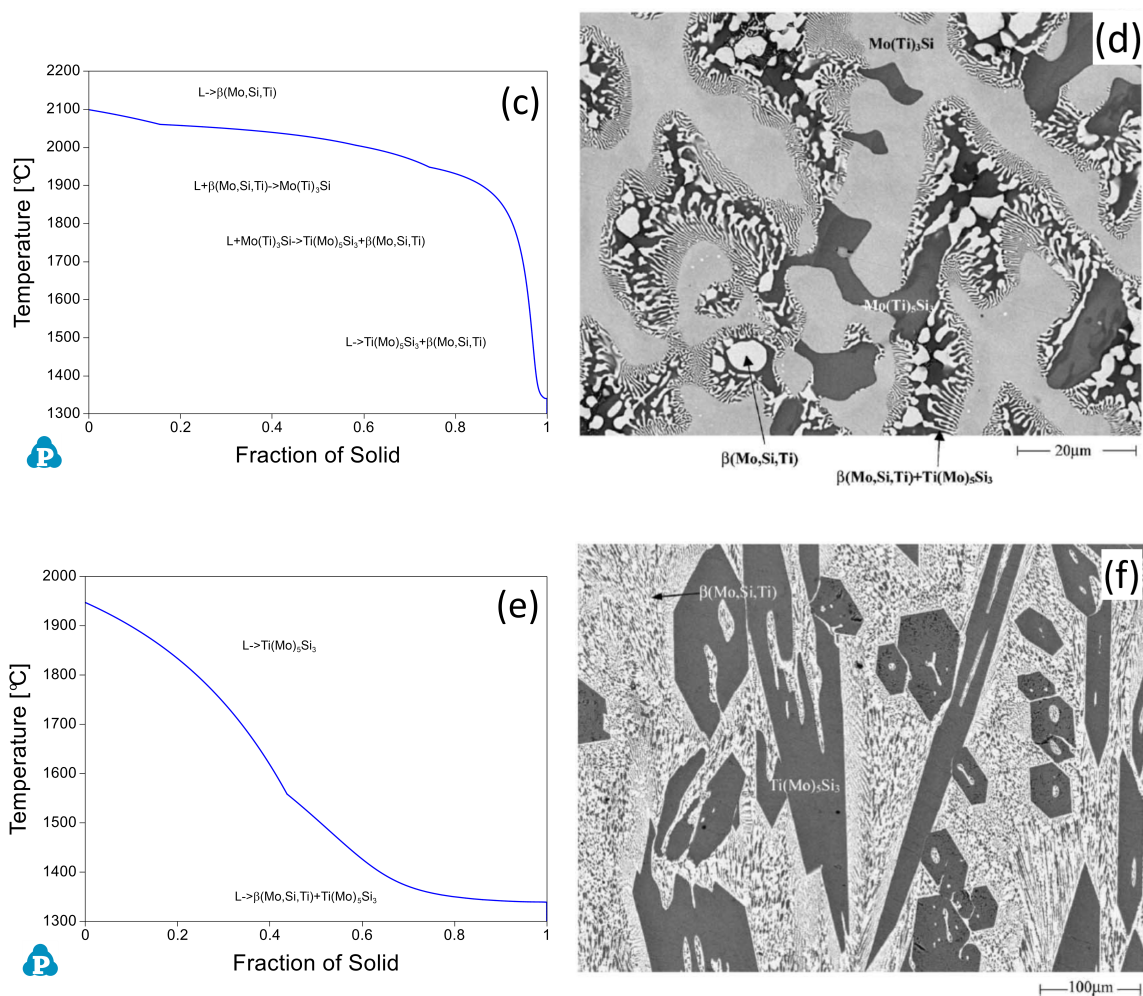 (c)
2200
2100
2000
1900
1800
1700
1600
1500
1400
1300
0
0.2
0.4
0.6
0.8
1
Temperature [℃]
Fraction of Solid
L->β(Mo,Si,Ti)
L+β(Mo,Si,Ti)->Mo(Ti)₃Si
L+Mo(Ti)₃Si->Ti(Mo)₅Si₃+β(Mo,Si,Ti)
L->Ti(Mo)₅Si₃+β(Mo,Si,Ti)
P
(d)
Mo(Ti)₃Si
Mo(Ti)₅Si₃
β(Mo,Si,Ti)
β(Mo,Si,Ti)+Ti(Mo)₅Si₃
20μm
(e)
2000
1900
1800
1700
1600
1500
1400
1300
0
0.2
0.4
0.6
0.8
1
Temperature [℃]
Fraction of Solid
L->Ti(Mo)₅Si₃
L->β(Mo,Si,Ti)+Ti(Mo)₅Si₃
P
(f)
β(Mo,Si,Ti)
Ti(Mo)₅Si₃
100μm